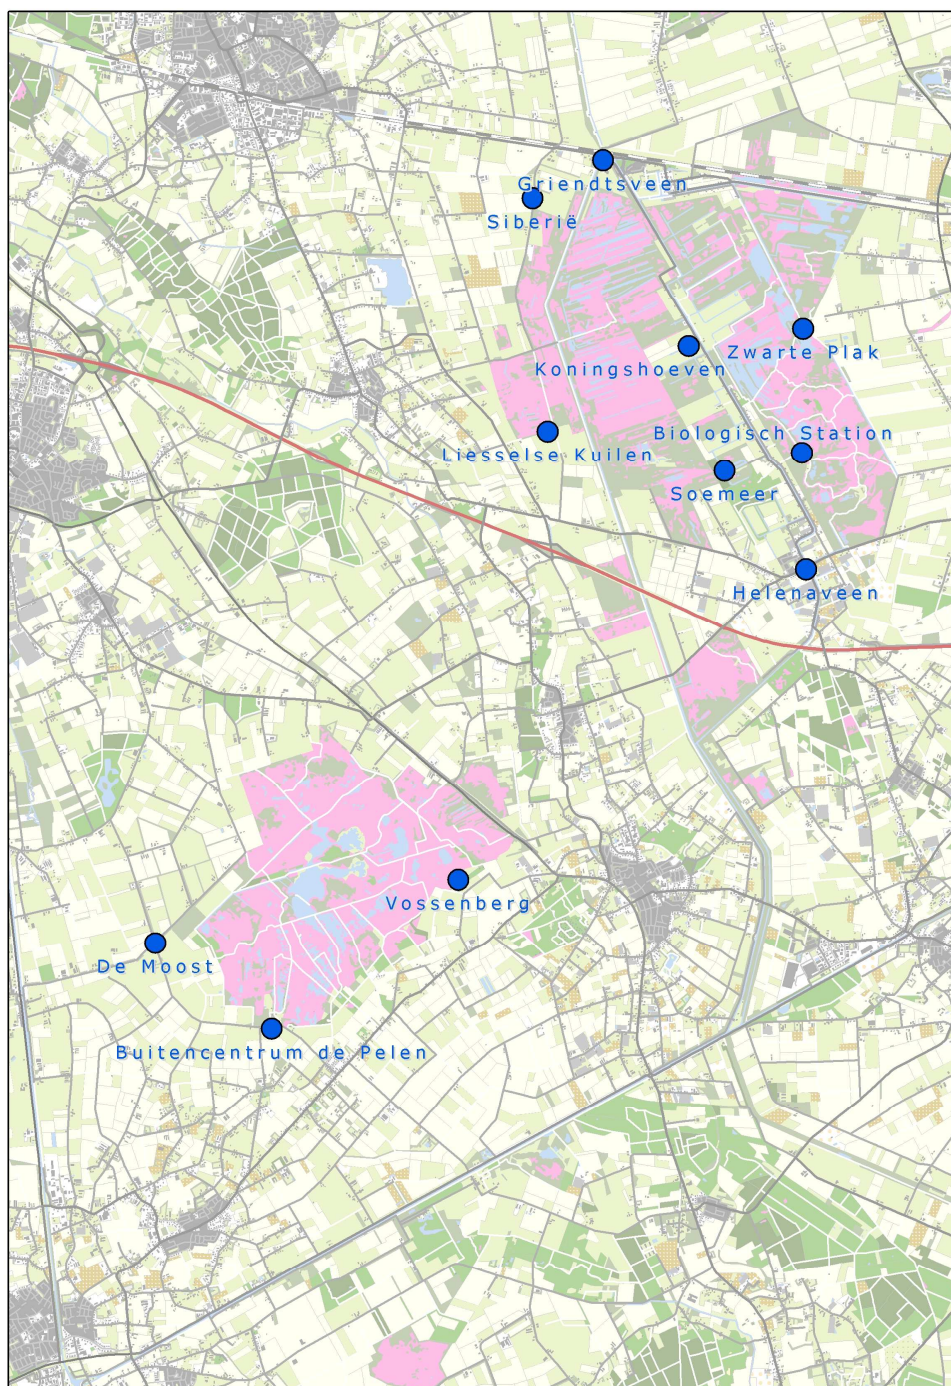 Griendtsveen
Siberië
Zwarte Plak
Koningshoeven
Biologisch Station
Liesselse Kuilen
Soemeer
Helenaveen
Vossenberg
De Moost
Buitencentrum de Pelen